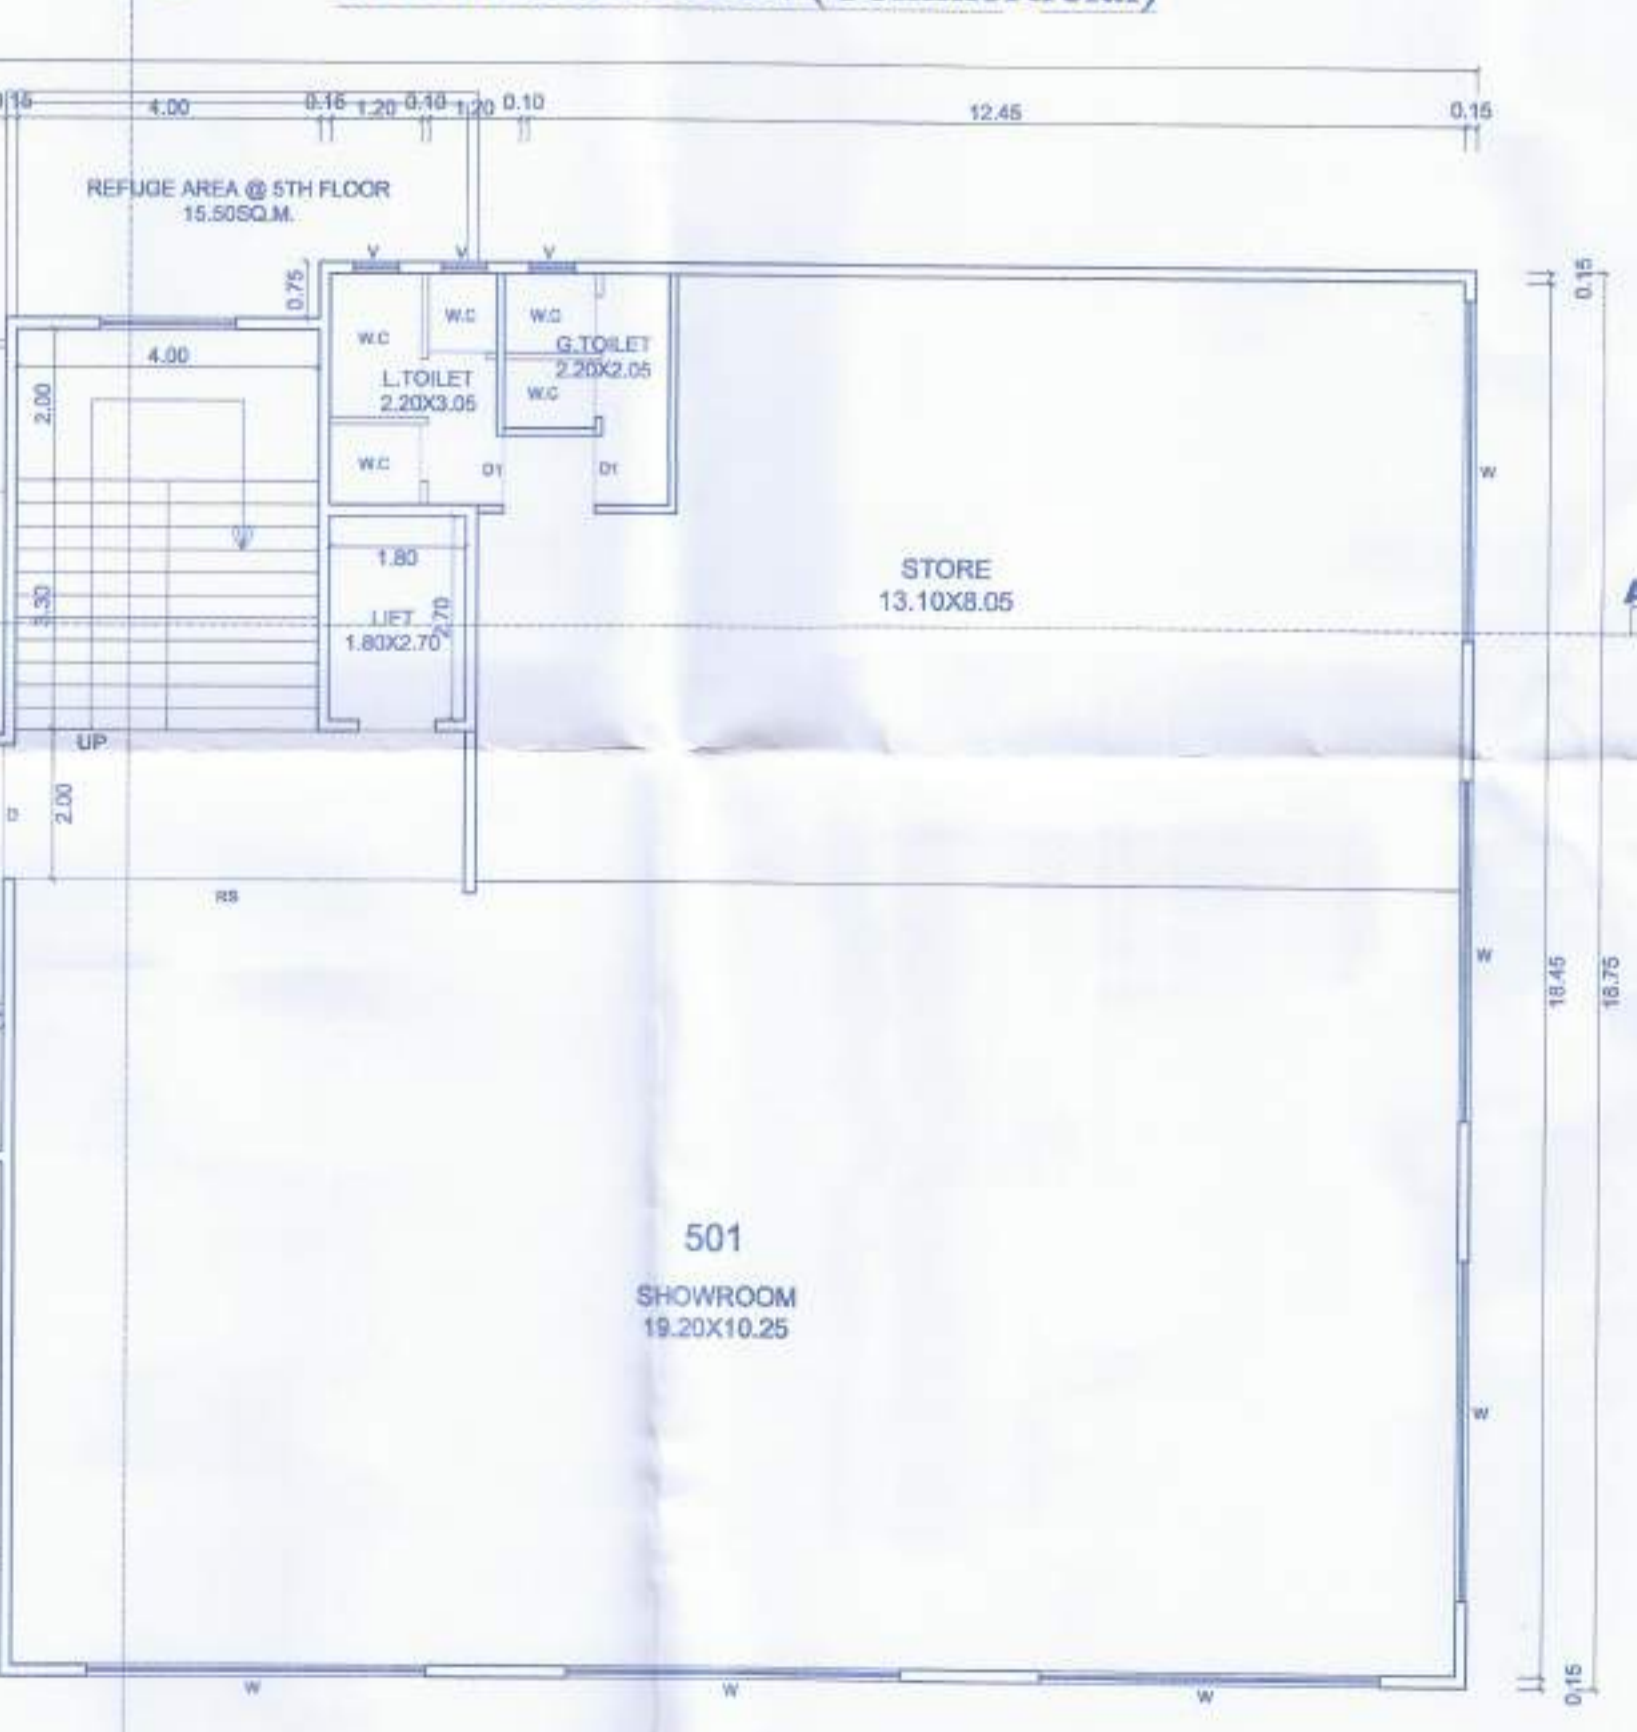 4.00
0.15
1.20
0.10
1.20
0.10
12.45
0.15
REFUGE AREA @ 5TH FLOOR
15.50SQ.M.
V
V
V
0.75
0.15
W.C
W.C
W.C
4.00
G.TOILET
2.20X2.05
L.TOILET
2.20X3.05
W.C
2.00
W.C
D1
D1
W
STORE
13.10X8.05
1.80
3.30
LIFT
1.80X2.70
2.70
UP
2.00
D
RS
W
18.45
18.75
501
SHOWROOM
19.20X10.25
W
W
W
W
0.15